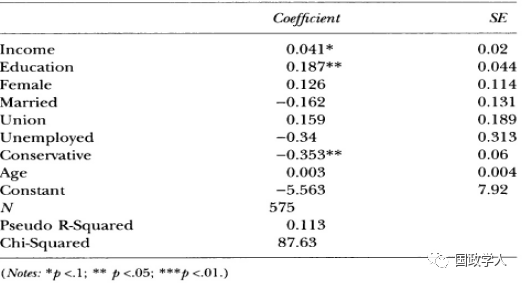 Coefficient SE
Income 0.041* 0.02
Education 0.187** 0.044
Female 0.126 0.114
Married −0.162 0.131
Union 0.159 0.189
Unemployed −0.34 0.313
Conservative −0.353** 0.06
Age 0.003 0.004
Constant −5.563 7.92
N 575
Pseudo R-Squared 0.113
Chi-Squared 87.63
(Notes: *p <.1; ** p <.05; ***p <.01.)
国政学人